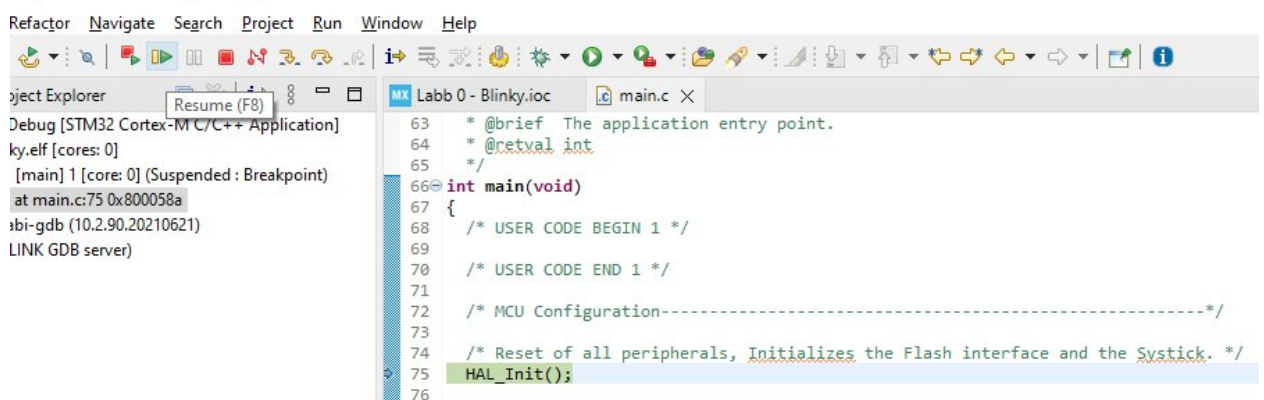 Refactor Navigate Search Project Run Window Help
oject Explorer
Resume (F8)
Debug [STM32 Cortex-M C/C++ Application]
ky.elf [cores: 0]
[main] 1 [core: 0] (Suspended : Breakpoint)
at main.c:75 0x800058a
abi-gdb (10.2.90.20210621)
LINK GDB server)
MX Labb 0 - Blinky.ioc .c main.c
63 * @brief The application entry point.
64 * @retval int
65 */
66 int main(void)
67 {
68 /* USER CODE BEGIN 1 */
69
70 /* USER CODE END 1 */
71
72 /* MCU Configuration--------------------------------------------------------*/
73
74 /* Reset of all peripherals, Initializes the Flash interface and the Systick. */
75 HAL_Init();
76